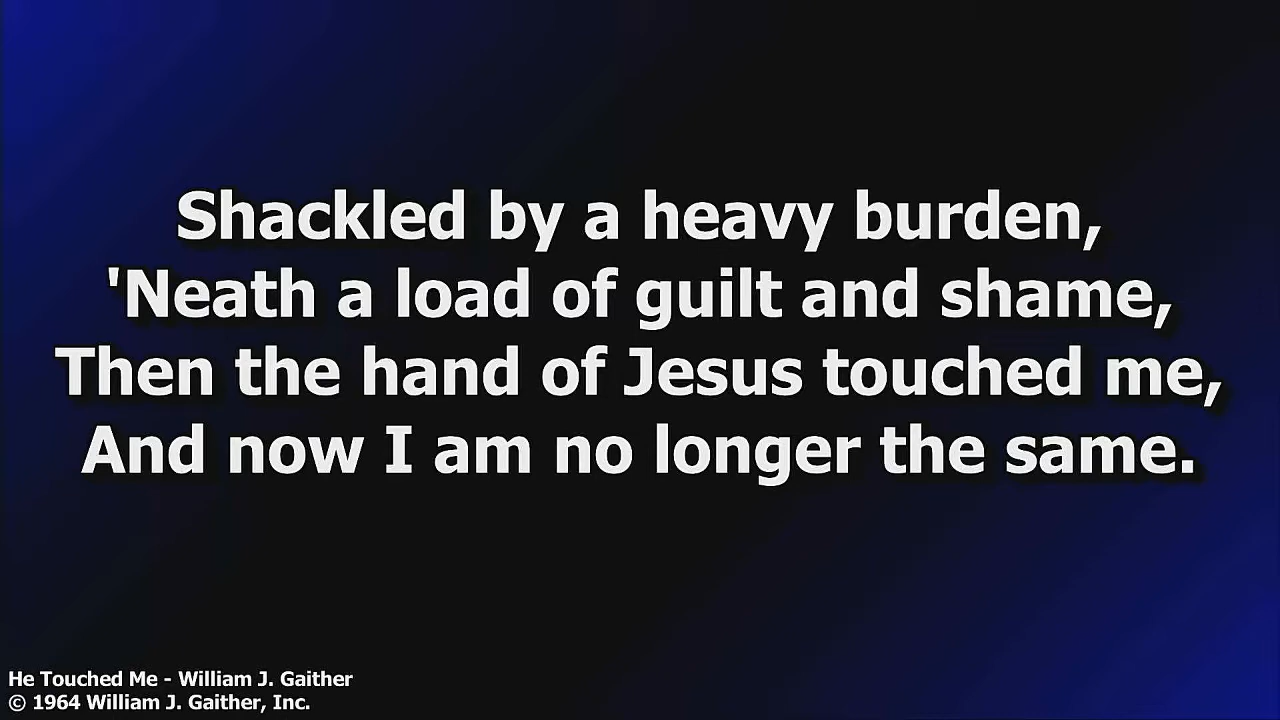 Shackled by a heavy burden,
'Neath a load of guilt and shame,
Then the hand of Jesus touched me,
And now I am no longer the same.
He Touched Me - William J. Gaither
© 1964 William J. Gaither, Inc.